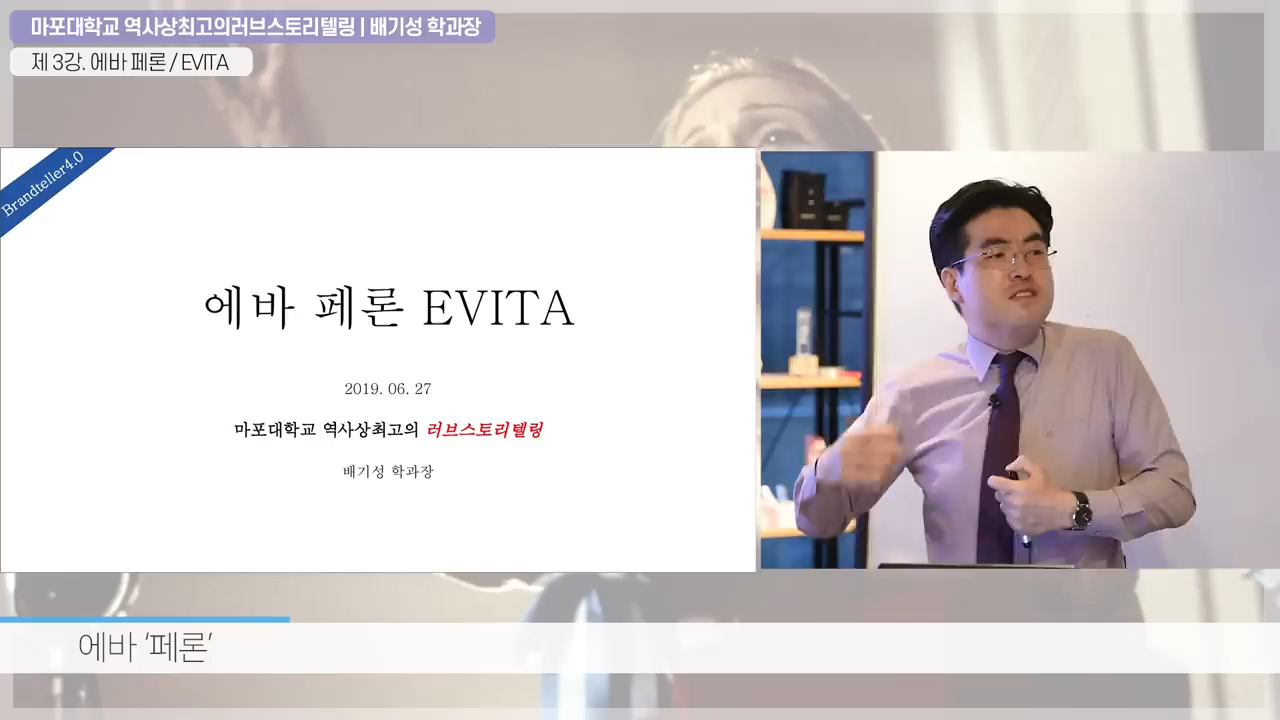 마포대학교 역사상최고의러브스토리텔링 | 배기성 학과장
제 3강. 에바 페론 / EVITA
Brandteller4.0
에바 페론 EVITA
2019. 06. 27
마포대학교 역사상최고의 러브스토리텔링
배기성 학과장
에바 ‘페론’